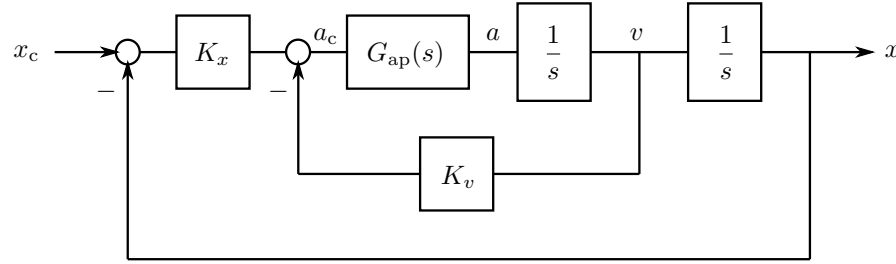 x_c K_x a_c G_ap(s) a 1/s v 1/s x
− −
K_v